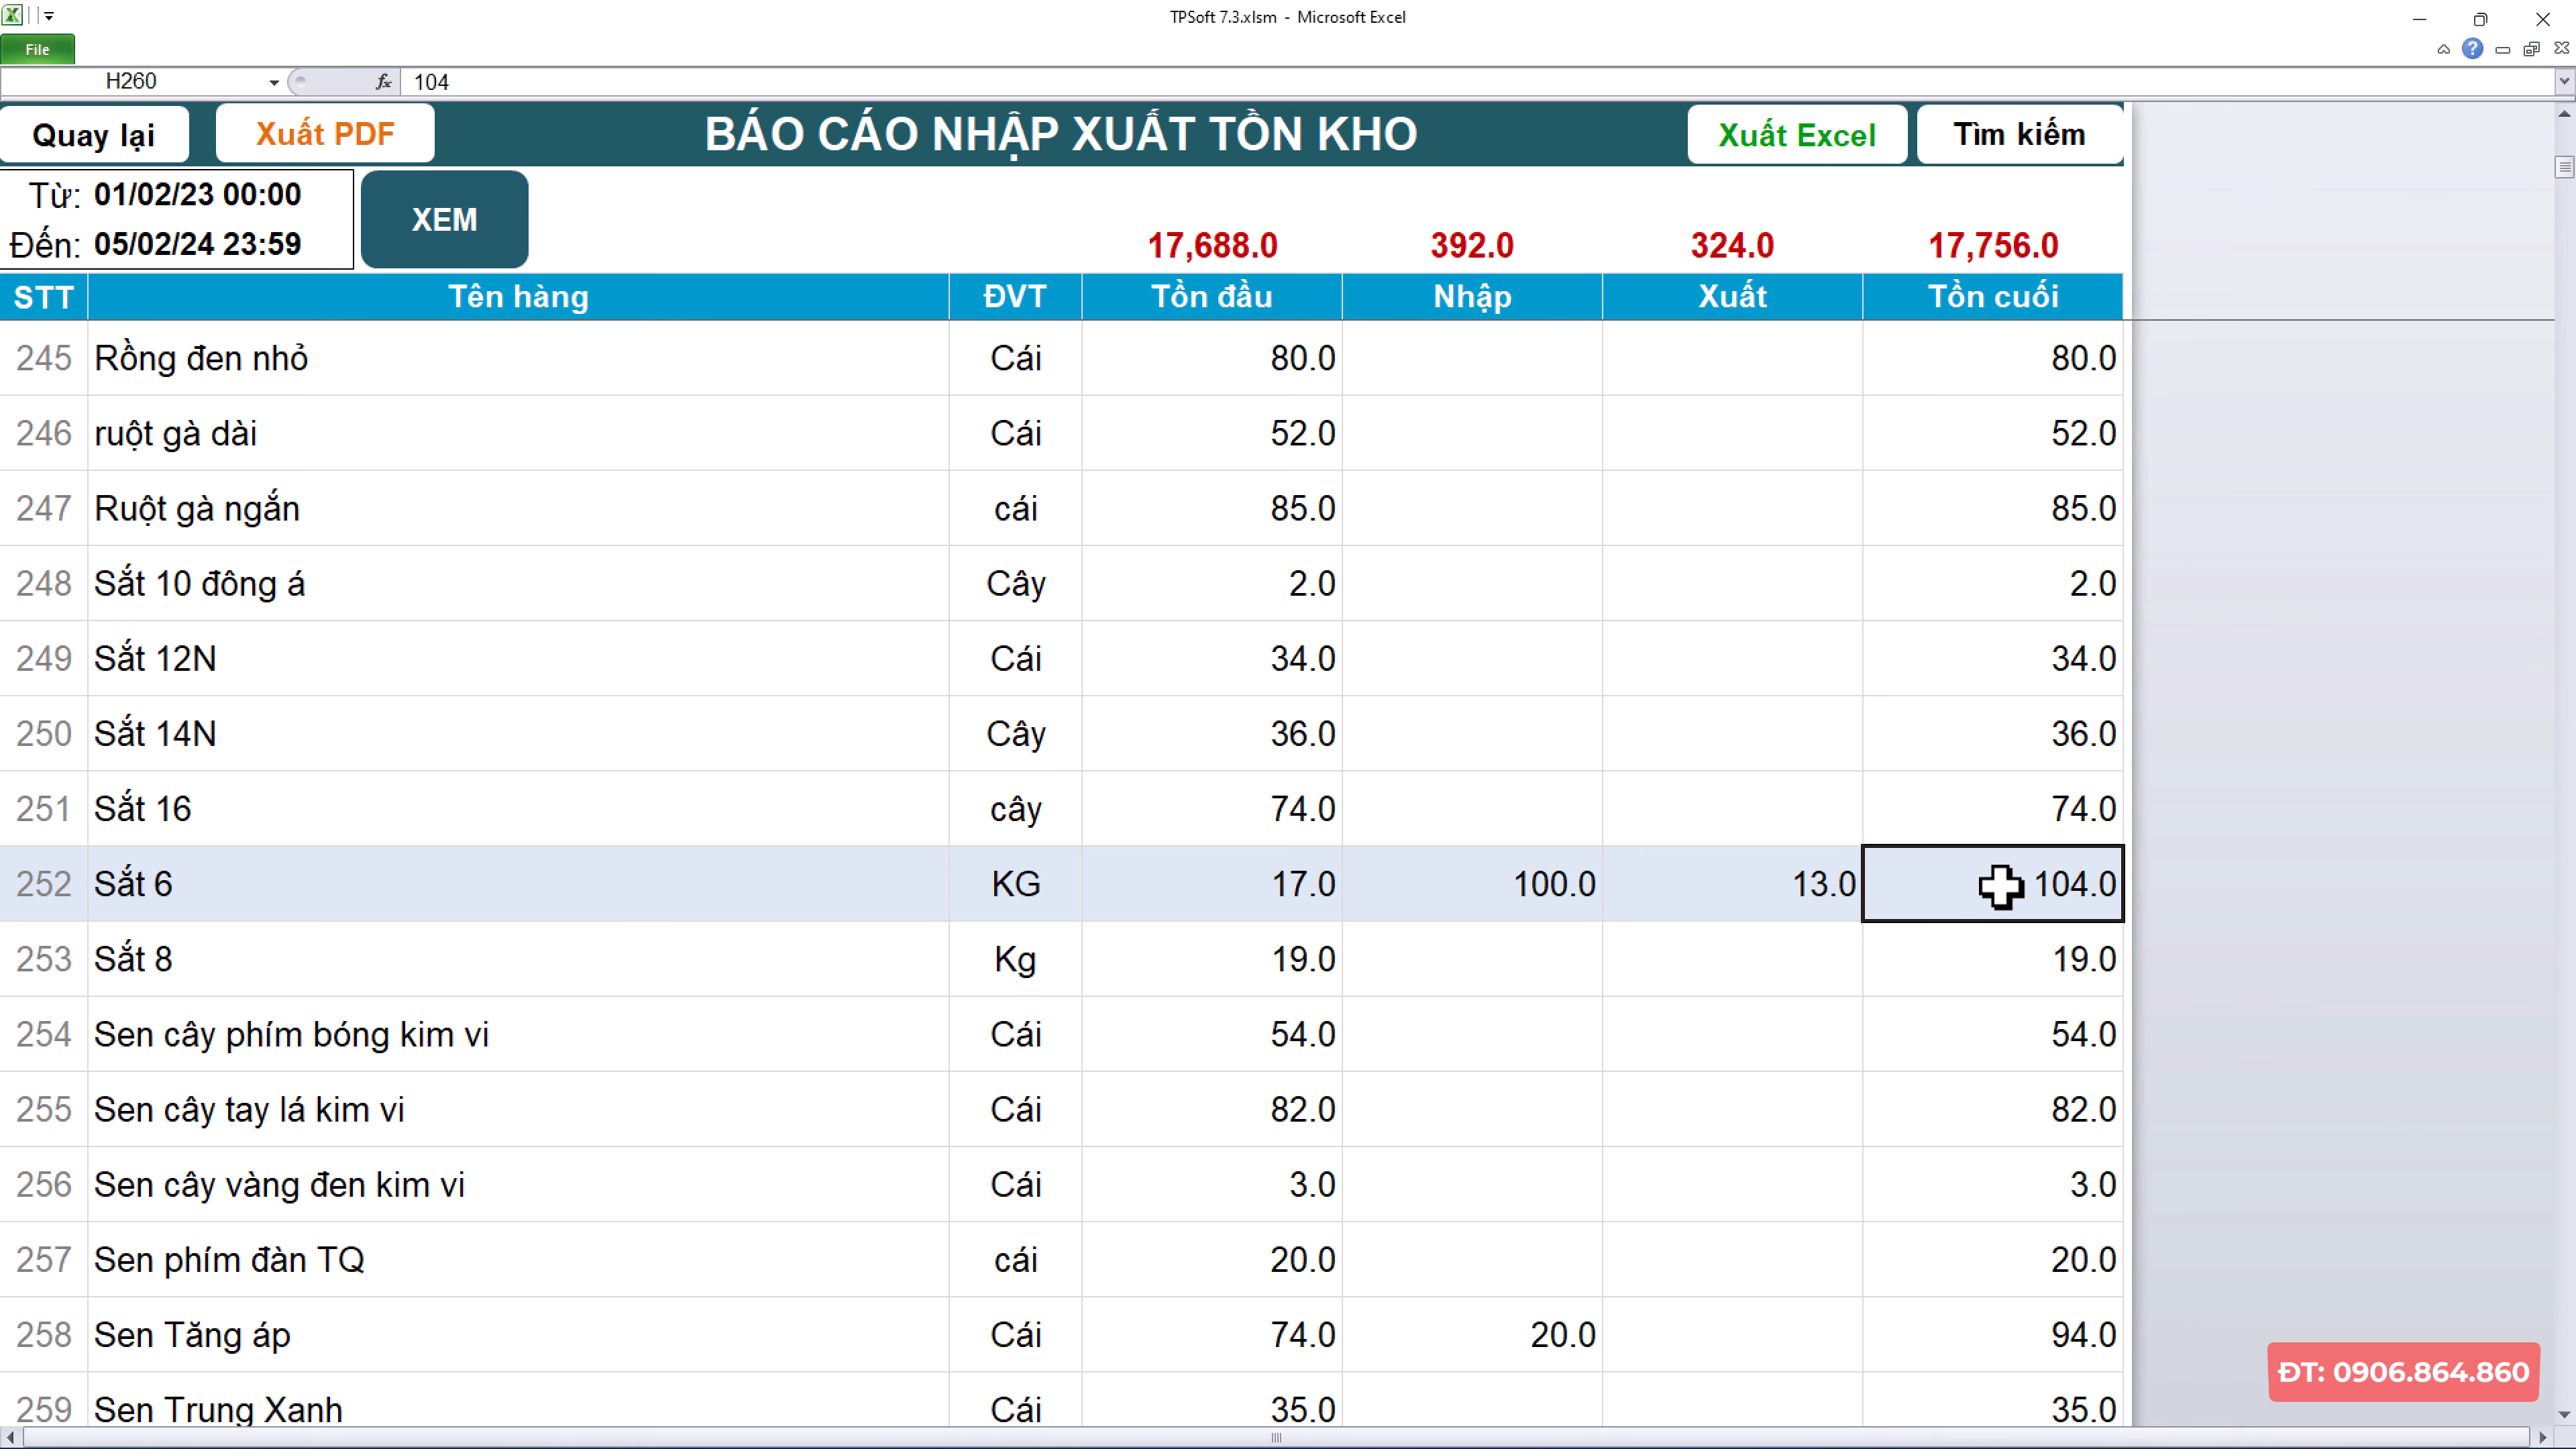 TPSoft 7.3.xlsm - Microsoft Excel
File
H260 fx 104
Quay lại Xuất PDF BÁO CÁO NHẬP XUẤT TỒN KHO Xuất Excel Tìm kiếm
Từ: 01/02/23 00:00
XEM
Đến: 05/02/24 23:59
17,688.0 392.0 324.0 17,756.0
STT Tên hàng ĐVT Tồn đầu Nhập Xuất Tồn cuối
245 Rồng đen nhỏ Cái 80.0 80.0
246 ruột gà dài Cái 52.0 52.0
247 Ruột gà ngắn cái 85.0 85.0
248 Sắt 10 đông á Cây 2.0 2.0
249 Sắt 12N Cái 34.0 34.0
250 Sắt 14N Cây 36.0 36.0
251 Sắt 16 cây 74.0 74.0
252 Sắt 6 KG 17.0 100.0 13.0 104.0
253 Sắt 8 Kg 19.0 19.0
254 Sen cây phím bóng kim vi Cái 54.0 54.0
255 Sen cây tay lá kim vi Cái 82.0 82.0
256 Sen cây vàng đen kim vi Cái 3.0 3.0
257 Sen phím đàn TQ cái 20.0 20.0
258 Sen Tăng áp Cái 74.0 20.0 94.0
259 Sen Trung Xanh Cái 35.0 35.0
ĐT: 0906.864.860